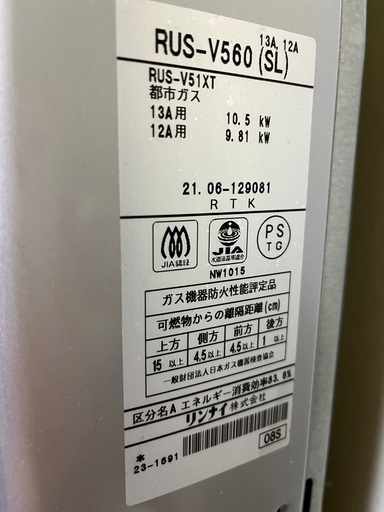 13A, 12A
RUS-V560 (SL)
RUS-V51XT
都市ガス
13A用 10.5 kW
12A用 9.81 kW
21.06-129081
RTK
JIA認証
JIA
PS
TG
NW1015
ガス機器防火性能評定品
可燃物からの離隔距離(cm)
上方 側方 前方 後方
15以上 4.5以上 4.5以上 1以上
一般財団法人日本ガス機器検査協会
区分名A エネルギー消費効率83.6%
リンナイ株式会社
本
23-1691
08S